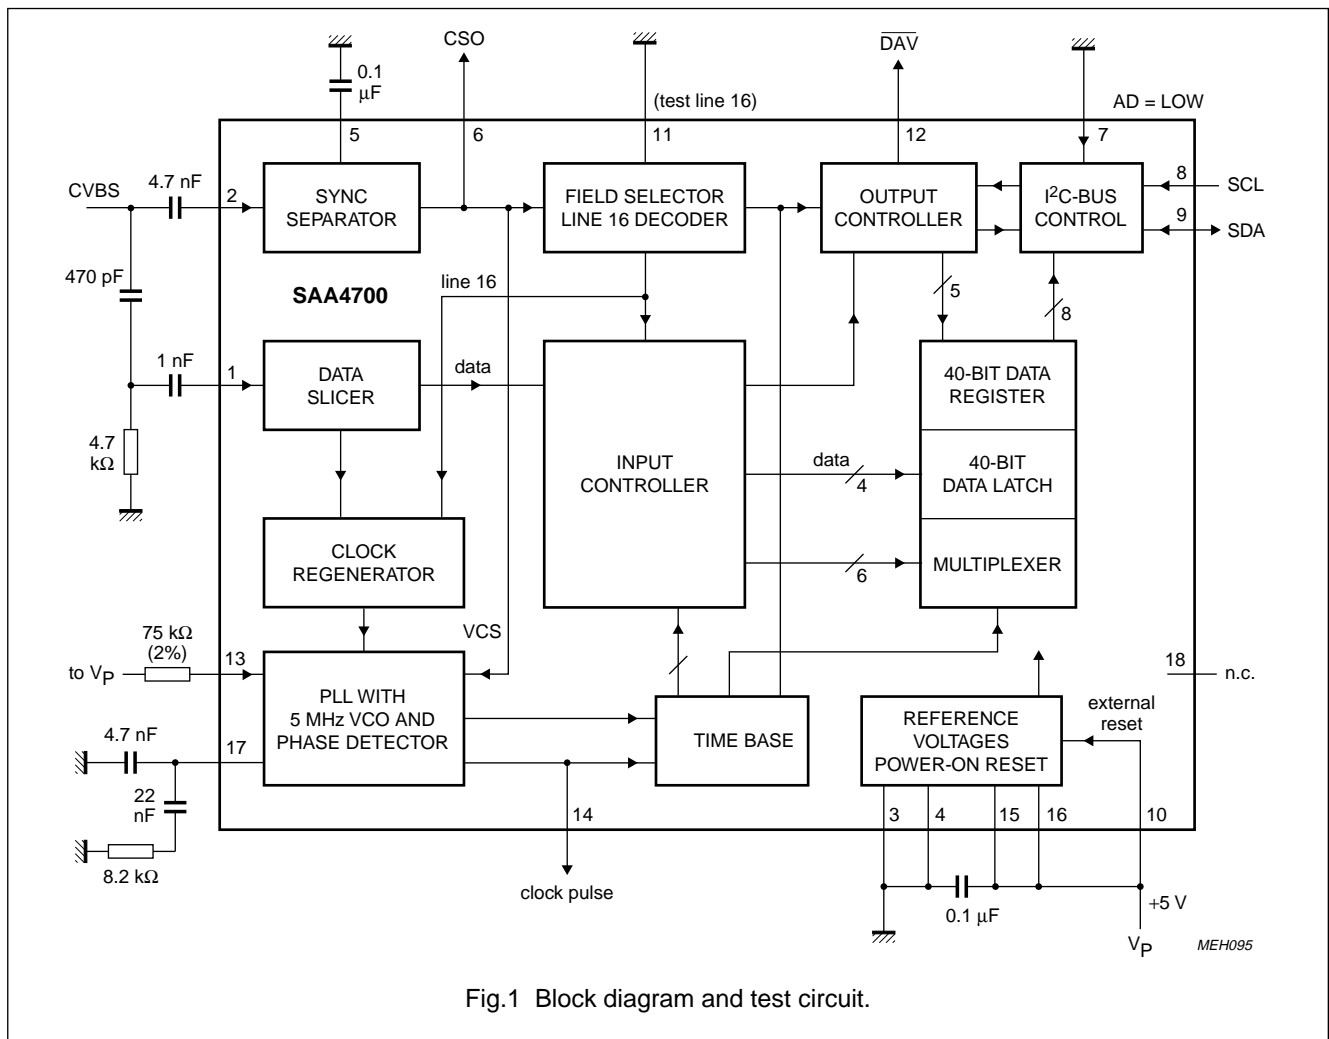 CSO
DAV
0.1
μF
(test line 16)
AD = LOW
5
6
11
12
7
CVBS
4.7 nF
2
SYNC
SEPARATOR
FIELD SELECTOR
LINE 16 DECODER
OUTPUT
CONTROLLER
I²C-BUS
CONTROL
8
SCL
9
SDA
470 pF
SAA4700
line 16
5
8
1 nF
1
DATA
SLICER
data
40-BIT DATA
REGISTER
4.7
kΩ
INPUT
CONTROLLER
data
4
40-BIT
DATA LATCH
CLOCK
REGENERATOR
6
MULTIPLEXER
75 kΩ
(2%)
VCS
to VP
13
18
n.c.
PLL WITH
5 MHz VCO AND
PHASE DETECTOR
TIME BASE
REFERENCE
VOLTAGES
POWER-ON RESET
external
reset
4.7 nF
17
22
nF
8.2 kΩ
14
3
4
15
16
10
clock pulse
0.1 μF
+5 V
VP
MEH095
Fig.1 Block diagram and test circuit.